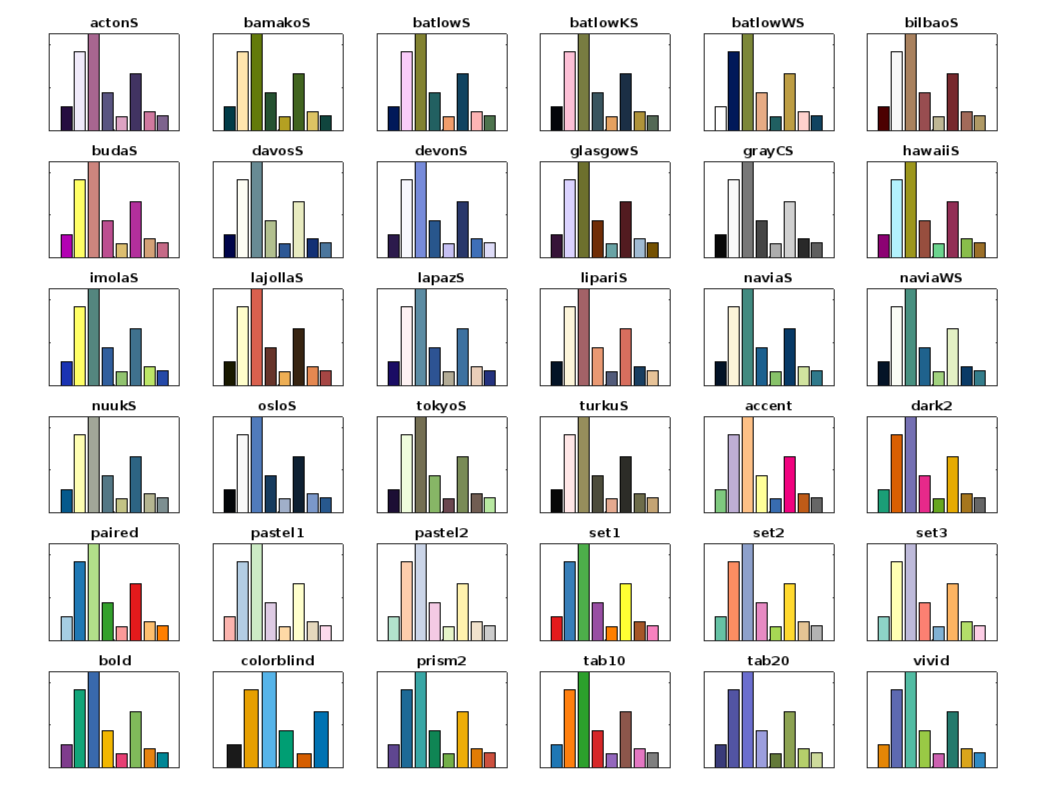 actonS bamakoS batlowS batlowKS batlowWS bilbaoS
budaS davosS devonS glasgowS grayCS hawaiiS
imolaS lajollaS lapazS lipariS naviaS naviaWS
nuukS osloS tokyoS turkuS accent dark2
paired pastel1 pastel2 set1 set2 set3
bold colorblind prism2 tab10 tab20 vivid